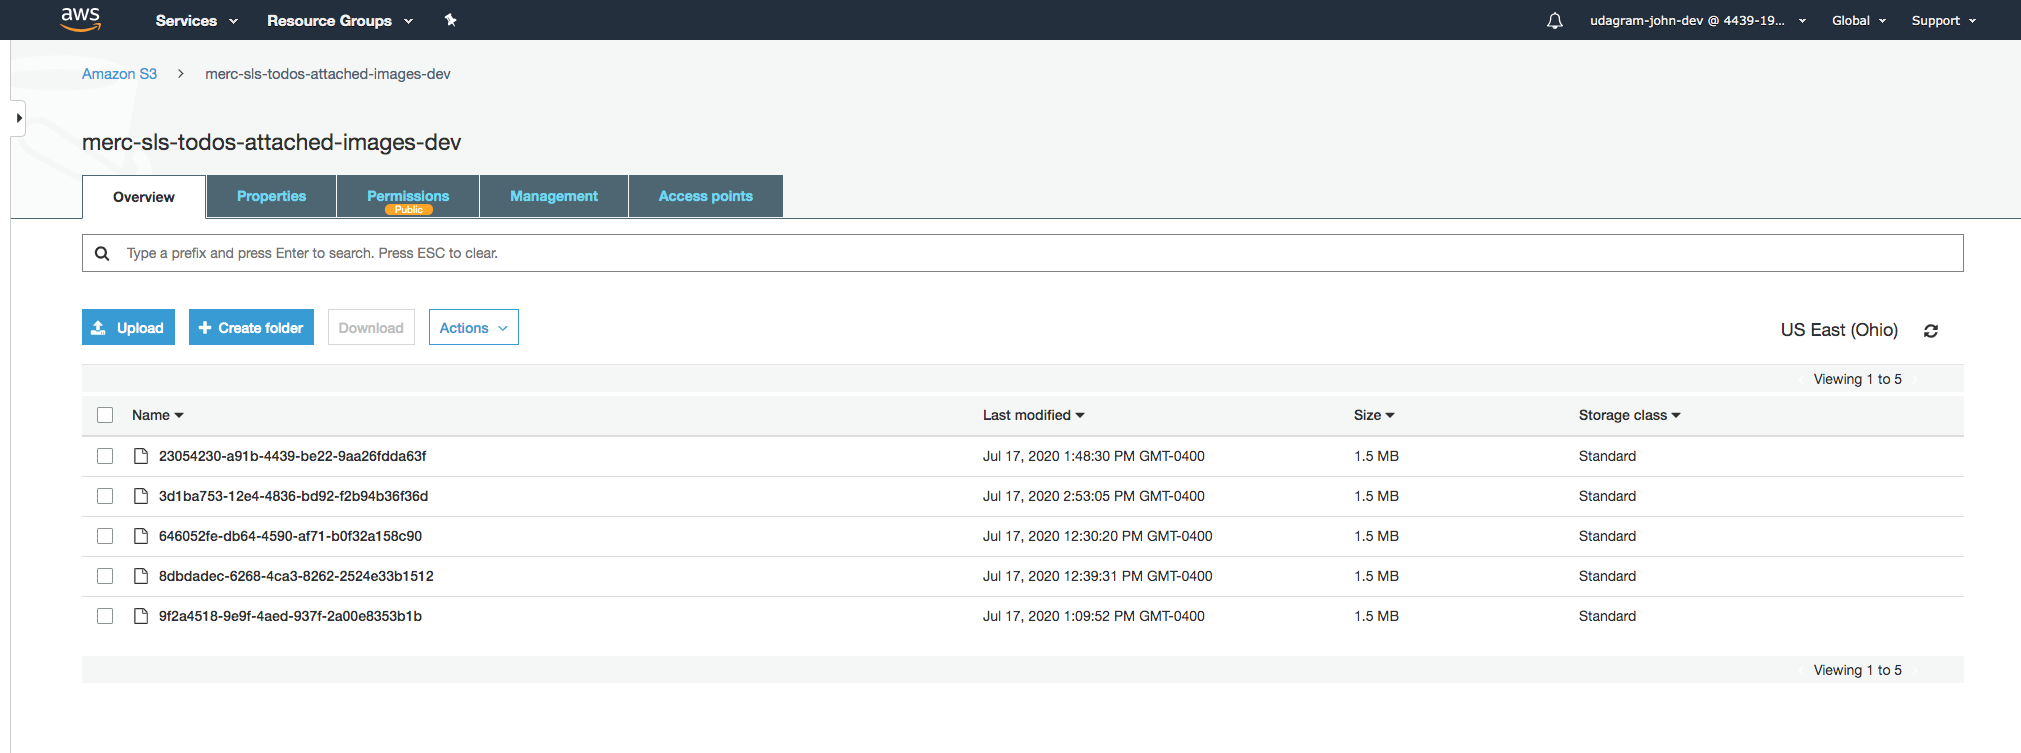 aws Services Resource Groups udagram-john-dev @ 4439-19... Global Support
Amazon S3 merc-sls-todos-attached-images-dev
merc-sls-todos-attached-images-dev
Overview Properties Permissions Management Access points
Public
Type a prefix and press Enter to search. Press ESC to clear.
Upload Create folder Download Actions US East (Ohio)
Viewing 1 to 5
Name Last modified Size Storage class
23054230-a91b-4439-be22-9aa26fdda63f Jul 17, 2020 1:48:30 PM GMT-0400 1.5 MB Standard
3d1ba753-12e4-4836-bd92-f2b94b36f36d Jul 17, 2020 2:53:05 PM GMT-0400 1.5 MB Standard
646052fe-db64-4590-af71-b0f32a158c90 Jul 17, 2020 12:30:20 PM GMT-0400 1.5 MB Standard
8dbdadec-6268-4ca3-8262-2524e33b1512 Jul 17, 2020 12:39:31 PM GMT-0400 1.5 MB Standard
9f2a4518-9e9f-4aed-937f-2a00e8353b1b Jul 17, 2020 1:09:52 PM GMT-0400 1.5 MB Standard
Viewing 1 to 5